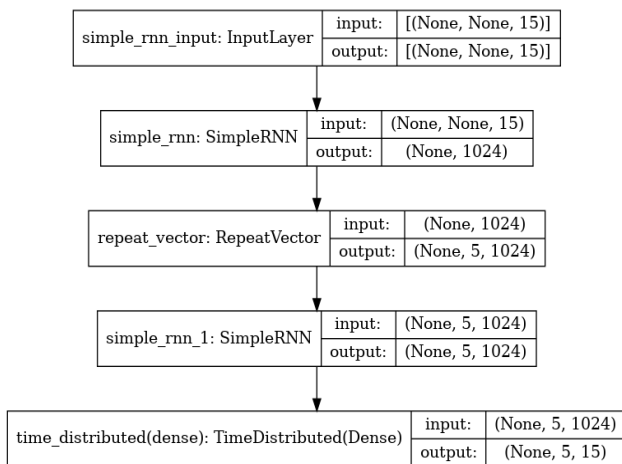 simple_rnn_input: InputLayer
input: [(None, None, 15)]
output: [(None, None, 15)]
simple_rnn: SimpleRNN
input: (None, None, 15)
output: (None, 1024)
repeat_vector: RepeatVector
input: (None, 1024)
output: (None, 5, 1024)
simple_rnn_1: SimpleRNN
input: (None, 5, 1024)
output: (None, 5, 1024)
time_distributed(dense): TimeDistributed(Dense)
input: (None, 5, 1024)
output: (None, 5, 15)